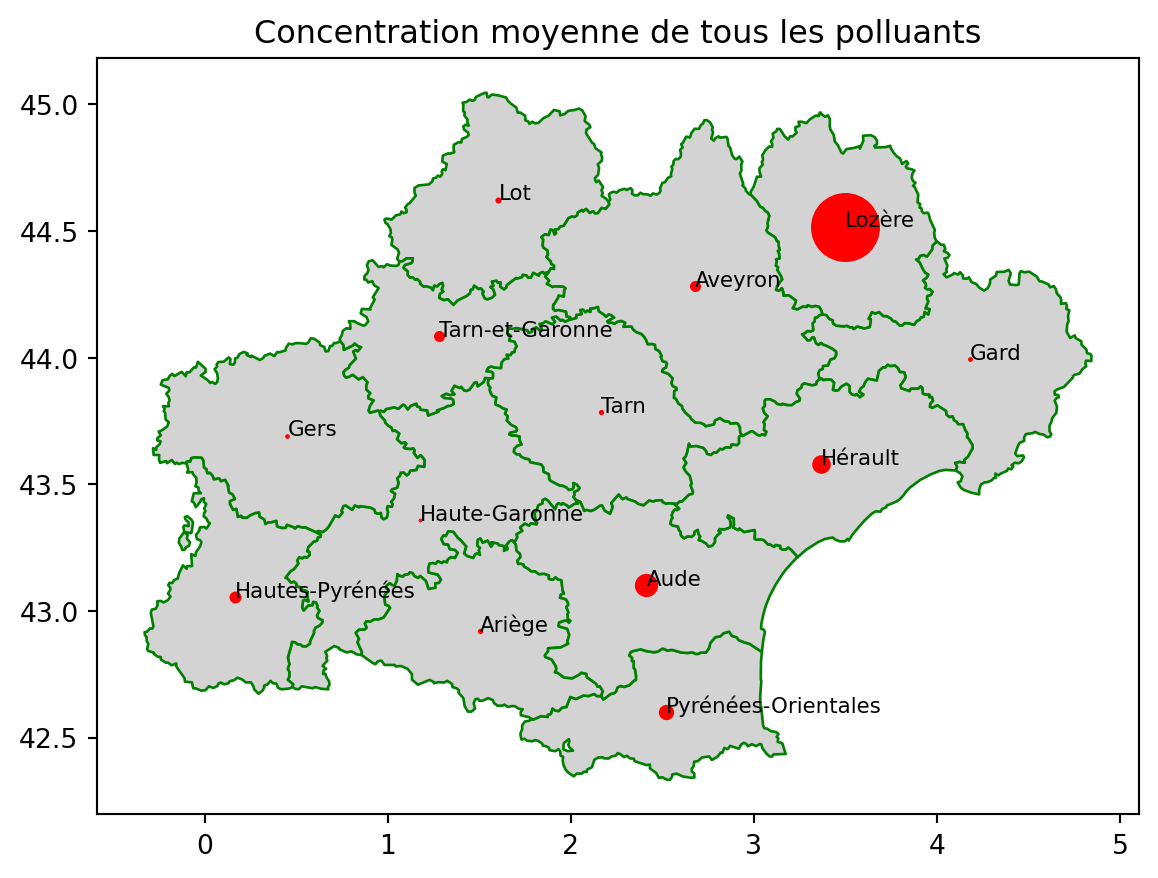 Concentration moyenne de tous les polluants
45.0
44.5
44.0
43.5
43.0
42.5
Lot
Lozère
Aveyron
Tarn-et-Garonne
Gard
Tarn
Gers
Hérault
Haute-Garonne
Aude
Hautes-Pyrénées
Ariège
Pyrénées-Orientales
0 1 2 3 4 5